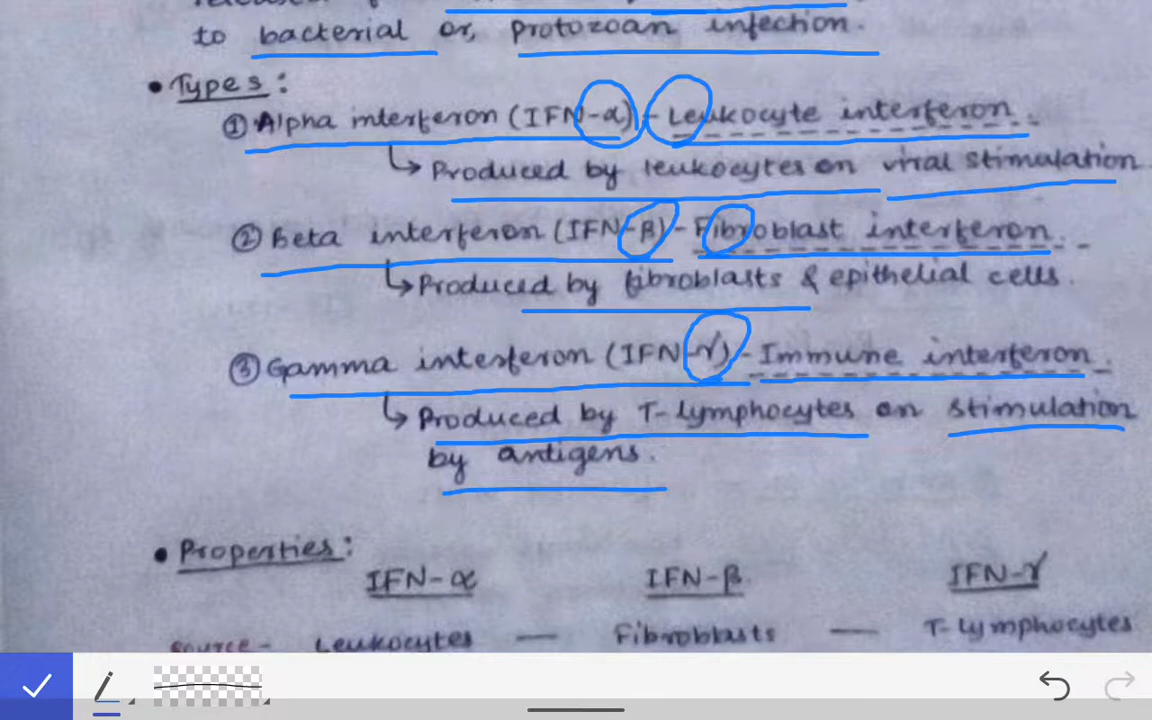 to bacterial or, protozoan infection.
• Types:
① Alpha interferon (IFN-α) - Leukocyte interferon.
↳ Produced by leukocytes on viral stimulation
② Beta interferon (IFN-β) - Fibroblast interferon.
↳ Produced by fibroblasts & epithelial cells.
③ Gamma interferon (IFN-γ) - Immune interferon.
↳ Produced by T-lymphocytes on stimulation
by antigens.
• Properties:
IFN-α IFN-β IFN-γ
Source- Leukocytes — Fibroblasts — T-lymphocytes